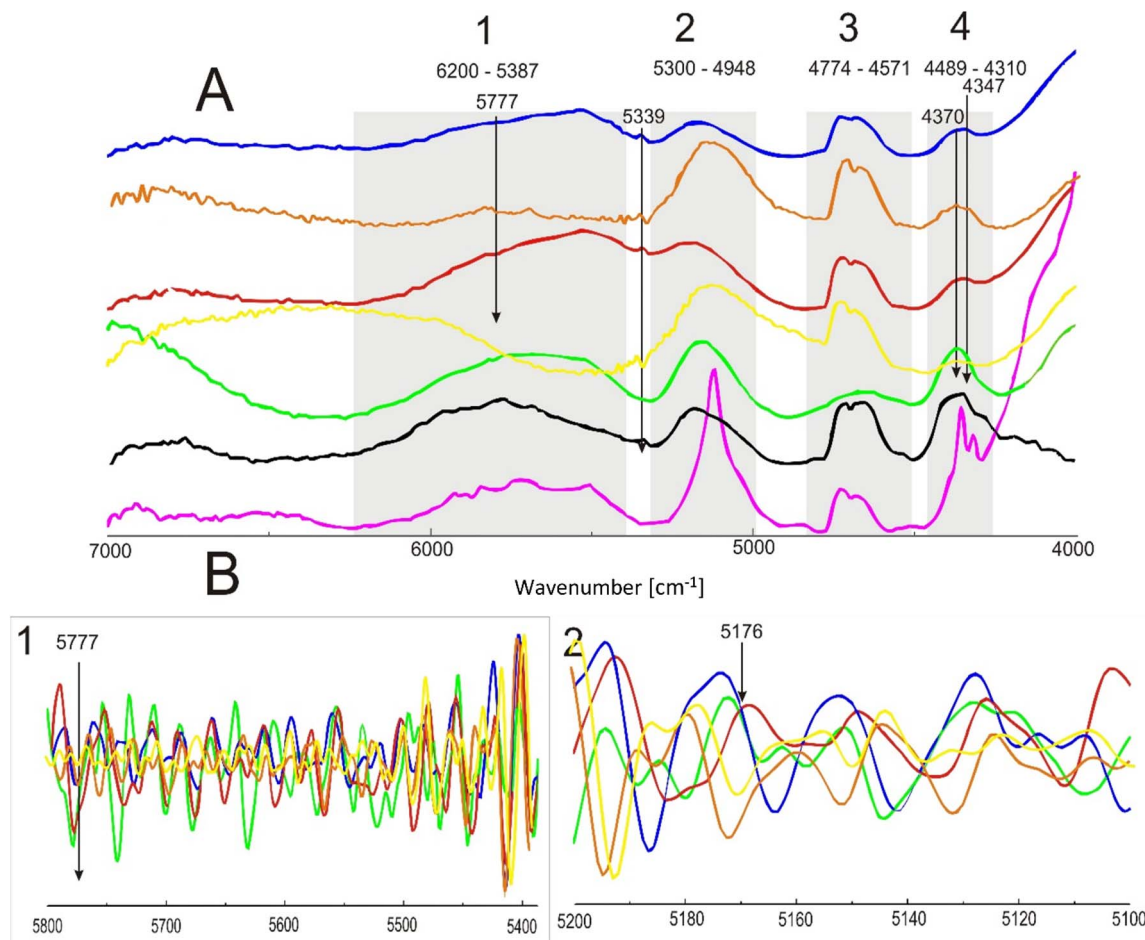 1 2 3 4
6200 - 5387 5300 - 4948 4774 - 4571 4489 - 4310
5777 4347
A
5339 4370
7000 6000 5000 4000
B
Wavenumber [cm-1]
1 5777
5800 5700 5600 5500 5400
2 5176
5200 5180 5160 5140 5120 5100